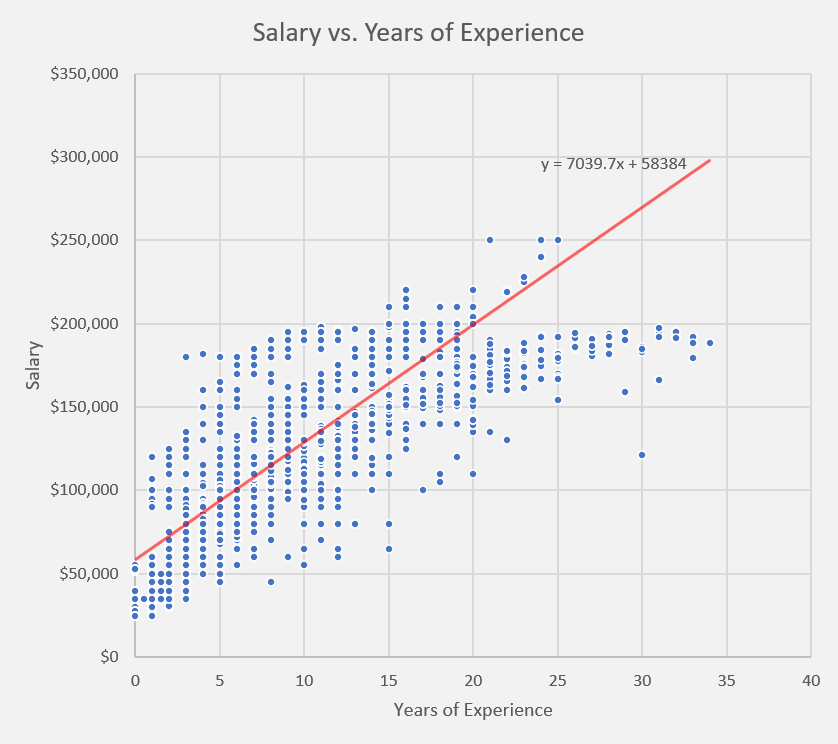 Salary vs. Years of Experience
$350,000
$300,000
y = 7039.7x + 58384
$250,000
$200,000
Salary
$150,000
$100,000
$50,000
$0
0 5 10 15 20 25 30 35 40
Years of Experience